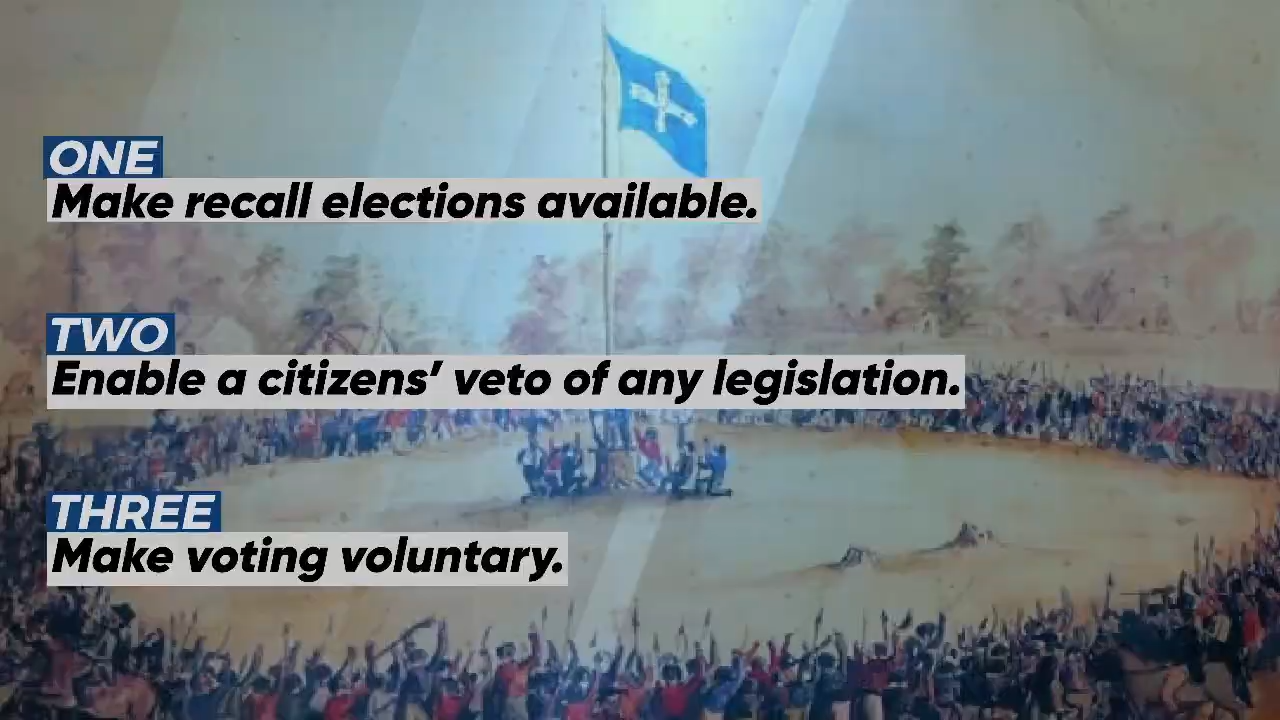 ONE
Make recall elections available.
TWO
Enable a citizens’ veto of any legislation.
THREE
Make voting voluntary.